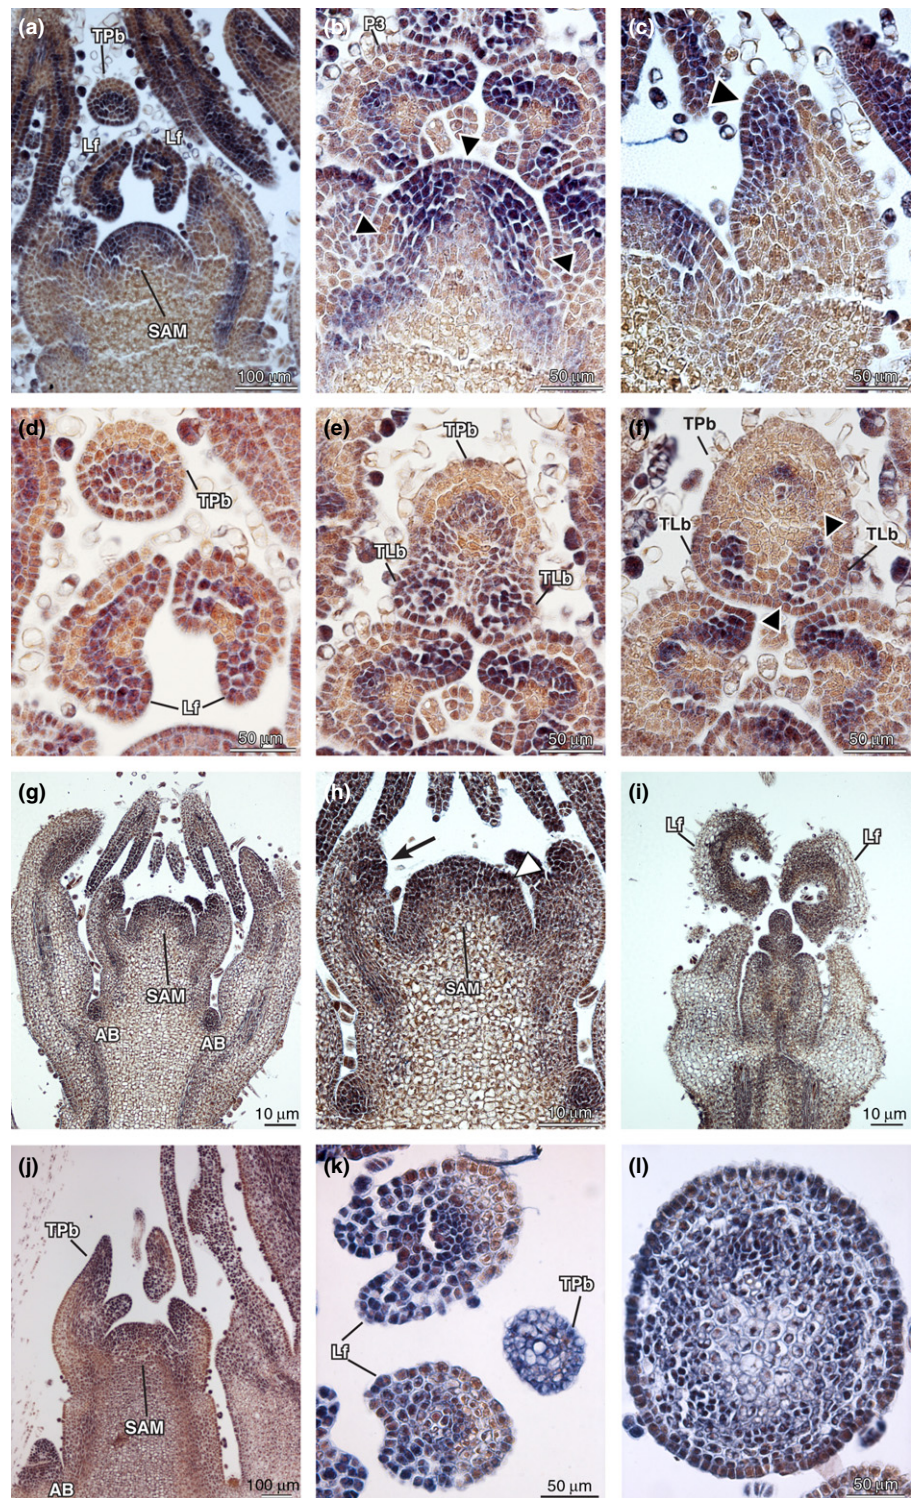 (a)
TPb
Lf Lf
SAM
100 µm
(b)
P3
50 µm
(c)
50 µm
(d)
TPb
Lf
50 µm
(e)
TPb
TLb
TLb
50 µm
(f)
TPb
TLb
TLb
50 µm
(g)
SAM
AB AB
10 µm
(h)
SAM
10 µm
(i)
Lf Lf
10 µm
(j)
TPb
SAM
AB
100 µm
(k)
TPb
Lf
50 µm
(l)
50 µm